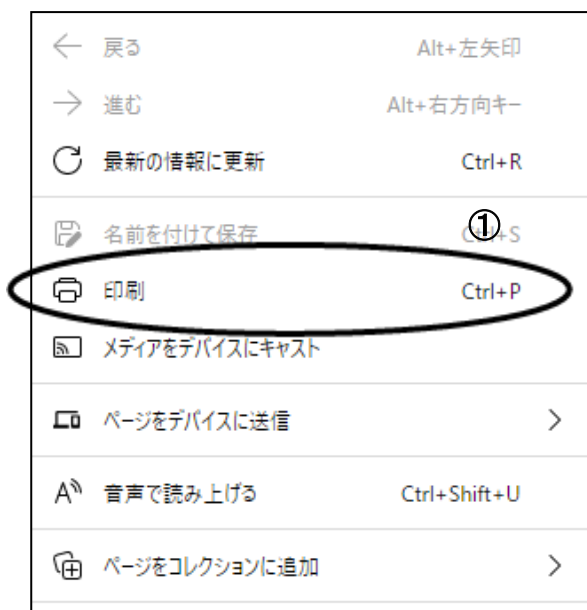 戻る Alt+左矢印
進む Alt+右方向キー
最新の情報に更新 Ctrl+R
①
名前を付けて保存 Ctrl+S
印刷 Ctrl+P
メディアをデバイスにキャスト
ページをデバイスに送信
音声で読み上げる Ctrl+Shift+U
ページをコレクションに追加